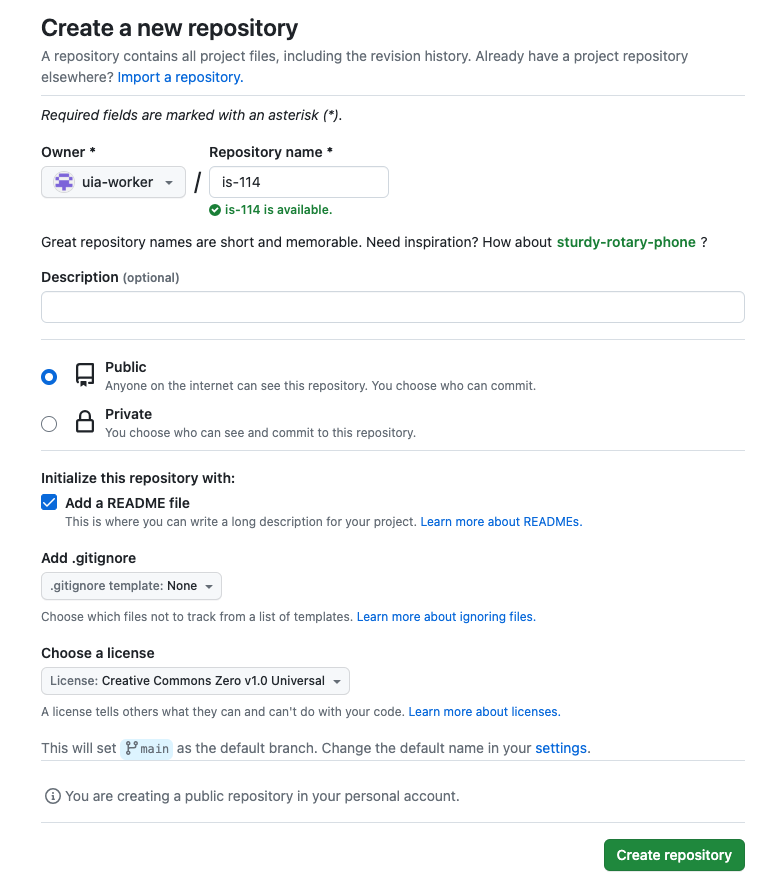 Create a new repository
A repository contains all project files, including the revision history. Already have a project repository
elsewhere? Import a repository.
Required fields are marked with an asterisk (*).
Owner *
Repository name *
uia-worker
/
is-114
is-114 is available.
Great repository names are short and memorable. Need inspiration? How about sturdy-rotary-phone ?
Description (optional)
Public
Anyone on the internet can see this repository. You choose who can commit.
Private
You choose who can see and commit to this repository.
Initialize this repository with:
Add a README file
This is where you can write a long description for your project. Learn more about READMEs.
Add .gitignore
.gitignore template: None
Choose which files not to track from a list of templates. Learn more about ignoring files.
Choose a license
License: Creative Commons Zero v1.0 Universal
A license tells others what they can and can't do with your code. Learn more about licenses.
This will set main as the default branch. Change the default name in your settings.
You are creating a public repository in your personal account.
Create repository